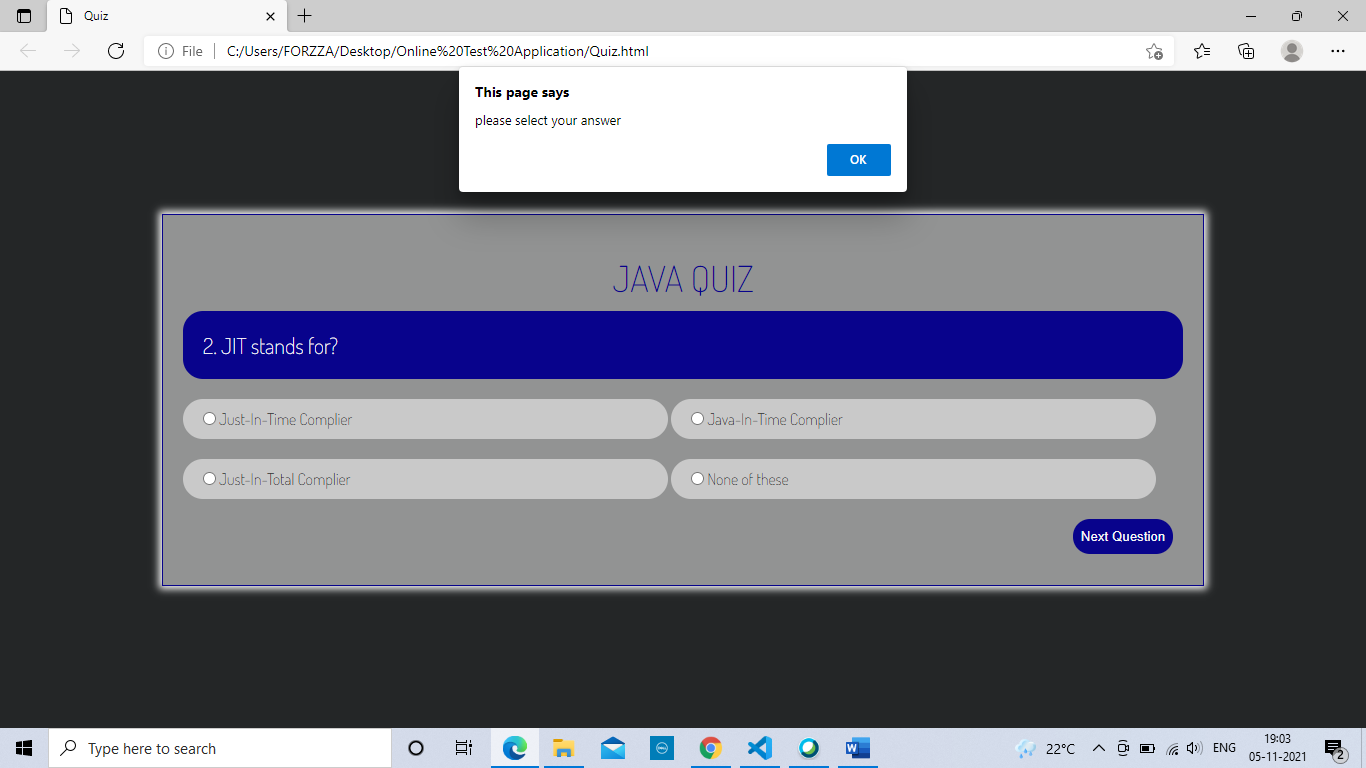 Quiz
File
C:/Users/FORZZA/Desktop/Online%20Test%20Application/Quiz.html
This page says
please select your answer
OK
JAVA QUIZ
2. JIT stands for?
Just-In-Time Complier Java-In-Time Complier
Just-In-Total Complier None of these
Next Question
Type here to search
DELL
W
22°C
ENG
19:03
05-11-2021
2